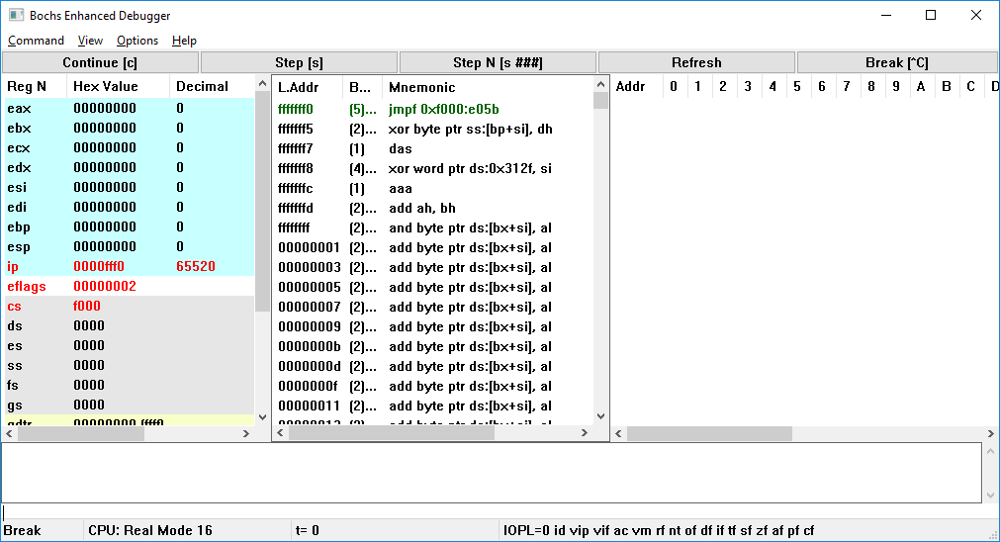 Bochs Enhanced Debugger
Command View Options Help
Continue [c] Step [s] Step N [s ###] Refresh Break [^C]
Reg N Hex Value Decimal
eax 00000000 0
ebx 00000000 0
ecx 00000000 0
edx 00000000 0
esi 00000000 0
edi 00000000 0
ebp 00000000 0
esp 00000000 0
ip 0000fff0 65520
eflags 00000002
cs f000
ds 0000
es 0000
ss 0000
fs 0000
gs 0000
gdtr 00000000 ffff0
L.Addr B... Mnemonic
fffffff0 (5)... jmpf 0xf000:e05b
fffffff5 (2)... xor byte ptr ss:[bp+si], dh
fffffff7 (1) das
fffffff8 (4)... xor word ptr ds:0x312f, si
fffffffc (1) aaa
fffffffd (2)... add ah, bh
ffffffff (2)... and byte ptr ds:[bx+si], al
00000001 (2)... add byte ptr ds:[bx+si], al
00000003 (2)... add byte ptr ds:[bx+si], al
00000005 (2)... add byte ptr ds:[bx+si], al
00000007 (2)... add byte ptr ds:[bx+si], al
00000009 (2)... add byte ptr ds:[bx+si], al
0000000b (2)... add byte ptr ds:[bx+si], al
0000000d (2)... add byte ptr ds:[bx+si], al
0000000f (2)... add byte ptr ds:[bx+si], al
00000011 (2)... add byte ptr ds:[bx+si], al
00000013 (2)... add byte ptr ds:[bx+si], al
Addr 0 1 2 3 4 5 6 7 8 9 A B C D
Break CPU: Real Mode 16 t= 0 IOPL=0 id vip vif ac vm rf nt of df if tf sf zf af pf cf